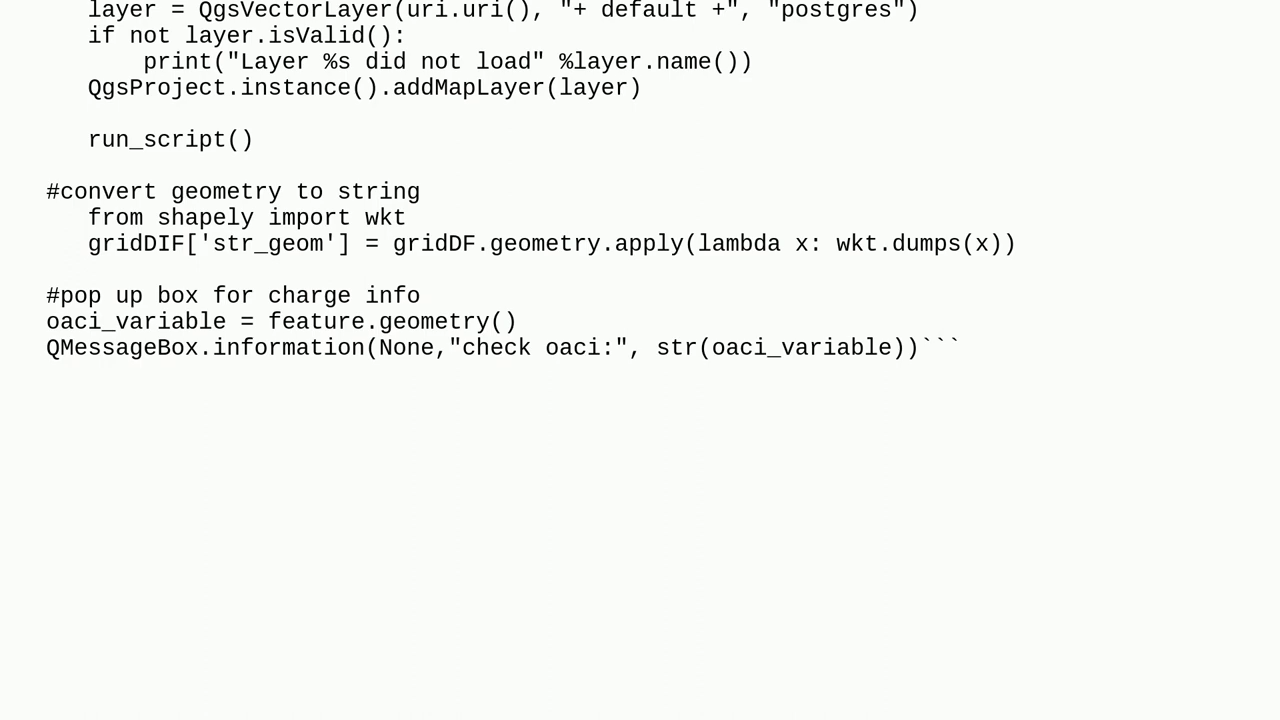 layer = QgsVectorLayer(uri.uri(), "+ default +", "postgres")
if not layer.isValid():
print("Layer %s did not load" %layer.name())
QgsProject.instance().addMapLayer(layer)
run_script()
#convert geometry to string
from shapely import wkt
gridDIF['str_geom'] = gridDF.geometry.apply(lambda x: wkt.dumps(x))
#pop up box for charge info
oaci_variable = feature.geometry()
QMessageBox.information(None,"check oaci:", str(oaci_variable))```